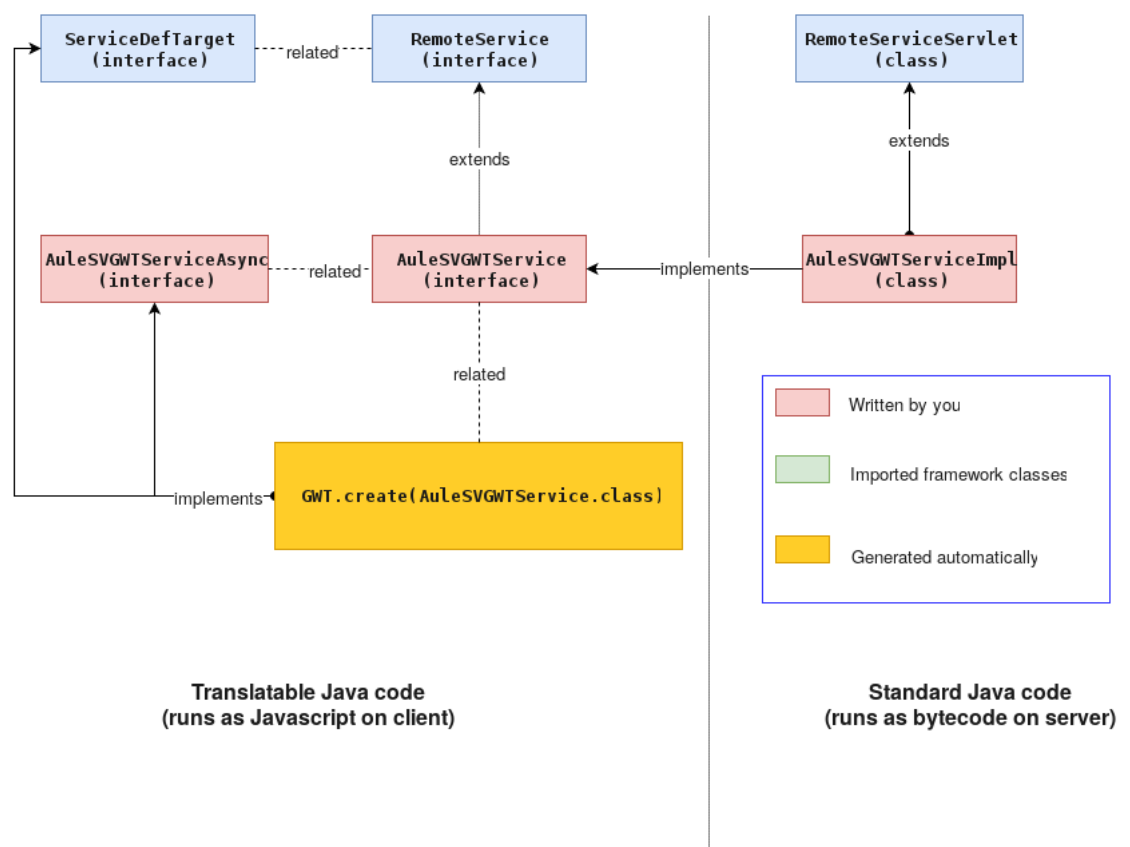 ServiceDefTarget
(interface)
related
RemoteService
(interface)
RemoteServiceServlet
(class)
extends
extends
AuleSVGWTServiceAsync
(interface)
related
AuleSVGWTService
(interface)
implements
AuleSVGWTServiceImpl
(class)
related
implements
GWT.create(AuleSVGWTService.class)
Written by you
Imported framework classes
Generated automatically
Translatable Java code
(runs as Javascript on client)
Standard Java code
(runs as bytecode on server)